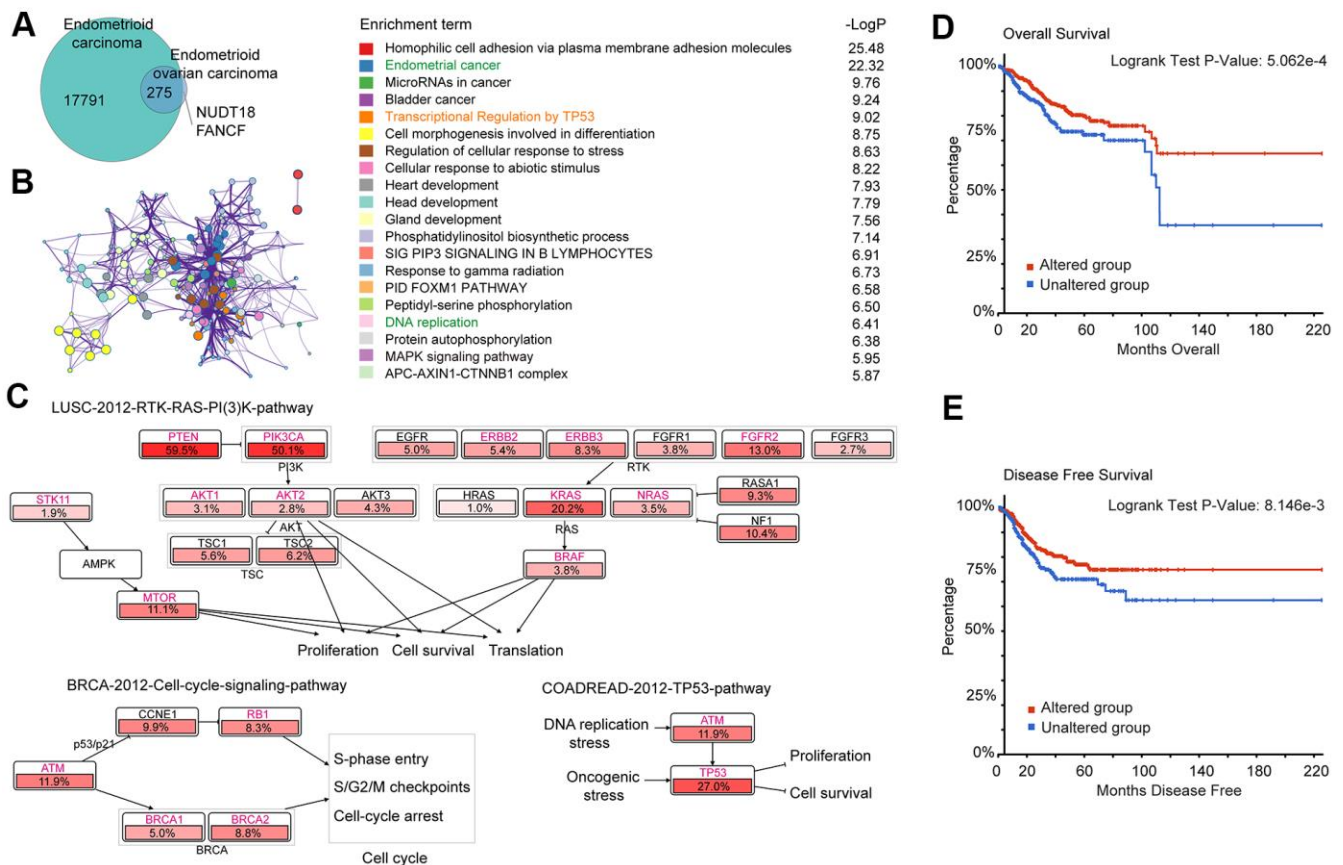 A
Endometrioid
carcinoma
Endometrioid
ovarian carcinoma
17791
275
NUDT18
FANCF
B
Enrichment term -LogP
Homophilic cell adhesion via plasma membrane adhesion molecules 25.48
Endometrial cancer 22.32
MicroRNAs in cancer 9.76
Bladder cancer 9.24
Transcriptional Regulation by TP53 9.02
Cell morphogenesis involved in differentiation 8.75
Regulation of cellular response to stress 8.63
Cellular response to abiotic stimulus 8.22
Heart development 7.93
Head development 7.79
Gland development 7.56
Phosphatidylinositol biosynthetic process 7.14
SIG PIP3 SIGNALING IN B LYMPHOCYTES 6.91
Response to gamma radiation 6.73
PID FOXM1 PATHWAY 6.58
Peptidyl-serine phosphorylation 6.50
DNA replication 6.41
Protein autophosphorylation 6.38
MAPK signaling pathway 5.95
APC-AXIN1-CTNNB1 complex 5.87
C
LUSC-2012-RTK-RAS-PI(3)K-pathway
PTEN PIK3CA EGFR ERBB2 ERBB3 FGFR1 FGFR2 FGFR3
59.5% 50.1% 5.0% 5.4% 8.3% 3.8% 13.0% 2.7%
PI3K RTK
STK11 AKT1 AKT2 AKT3 HRAS KRAS NRAS RASA1
1.9% 3.1% 2.8% 4.3% 1.0% 20.2% 3.5% 9.3%
AKT RAS NF1
10.4%
TSC1 TSC2 BRAF
5.6% 6.2% 3.8%
TSC
AMPK
MTOR
11.1%
Proliferation Cell survival Translation
BRCA-2012-Cell-cycle-signaling-pathway
CCNE1 RB1
9.9% 8.3%
p53/p21
ATM
11.9%
BRCA1 BRCA2
5.0% 8.8%
BRCA
S-phase entry
S/G2/M checkpoints
Cell-cycle arrest
Cell cycle
COADREAD-2012-TP53-pathway
DNA replication
stress
ATM
11.9%
Oncogenic
stress
TP53
27.0%
Proliferation
Cell survival
D
Overall Survival
Logrank Test P-Value: 5.062e-4
100%
75%
50%
25%
0%
Percentage
Altered group
Unaltered group
0 20 60 100 140 180 220
Months Overall
E
Disease Free Survival
Logrank Test P-Value: 8.146e-3
100%
75%
50%
25%
0%
Percentage
Altered group
Unaltered group
0 20 60 100 140 180 220
Months Disease Free